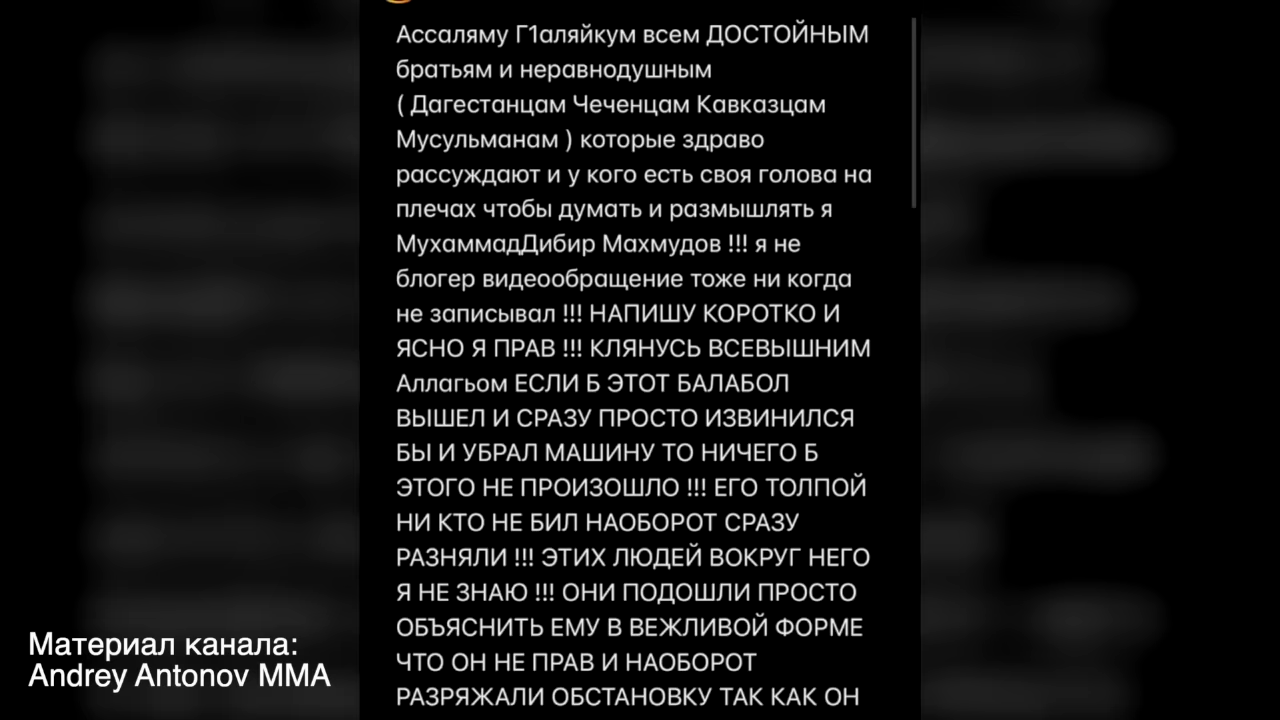 Ассаляму Г1аляйкум всем ДОСТОЙНЫМ
братьям и неравнодушным
( Дагестанцам Чеченцам Кавказцам
Мусульманам ) которые здраво
рассуждают и у кого есть своя голова на
плечах чтобы думать и размышлять я
МухаммадДибир Махмудов !!! я не
блогер видеообращение тоже ни когда
не записывал !!! НАПИШУ КОРОТКО И
ЯСНО Я ПРАВ !!! КЛЯНУСЬ ВСЕВЫШНИМ
Аллагьом ЕСЛИ Б ЭТОТ БАЛАБОЛ
ВЫШЕЛ И СРАЗУ ПРОСТО ИЗВИНИЛСЯ
БЫ И УБРАЛ МАШИНУ ТО НИЧЕГО Б
ЭТОГО НЕ ПРОИЗОШЛО !!! ЕГО ТОЛПОЙ
НИ КТО НЕ БИЛ НАОБОРОТ СРАЗУ
РАЗНЯЛИ !!! ЭТИХ ЛЮДЕЙ ВОКРУГ НЕГО
Я НЕ ЗНАЮ !!! ОНИ ПОДОШЛИ ПРОСТО
ОБЪЯСНИТЬ ЕМУ В ВЕЖЛИВОЙ ФОРМЕ
ЧТО ОН НЕ ПРАВ И НАОБОРОТ
РАЗРЯЖАЛИ ОБСТАНОВКУ ТАК КАК ОН
Материал канала:
Andrey Antonov MMA